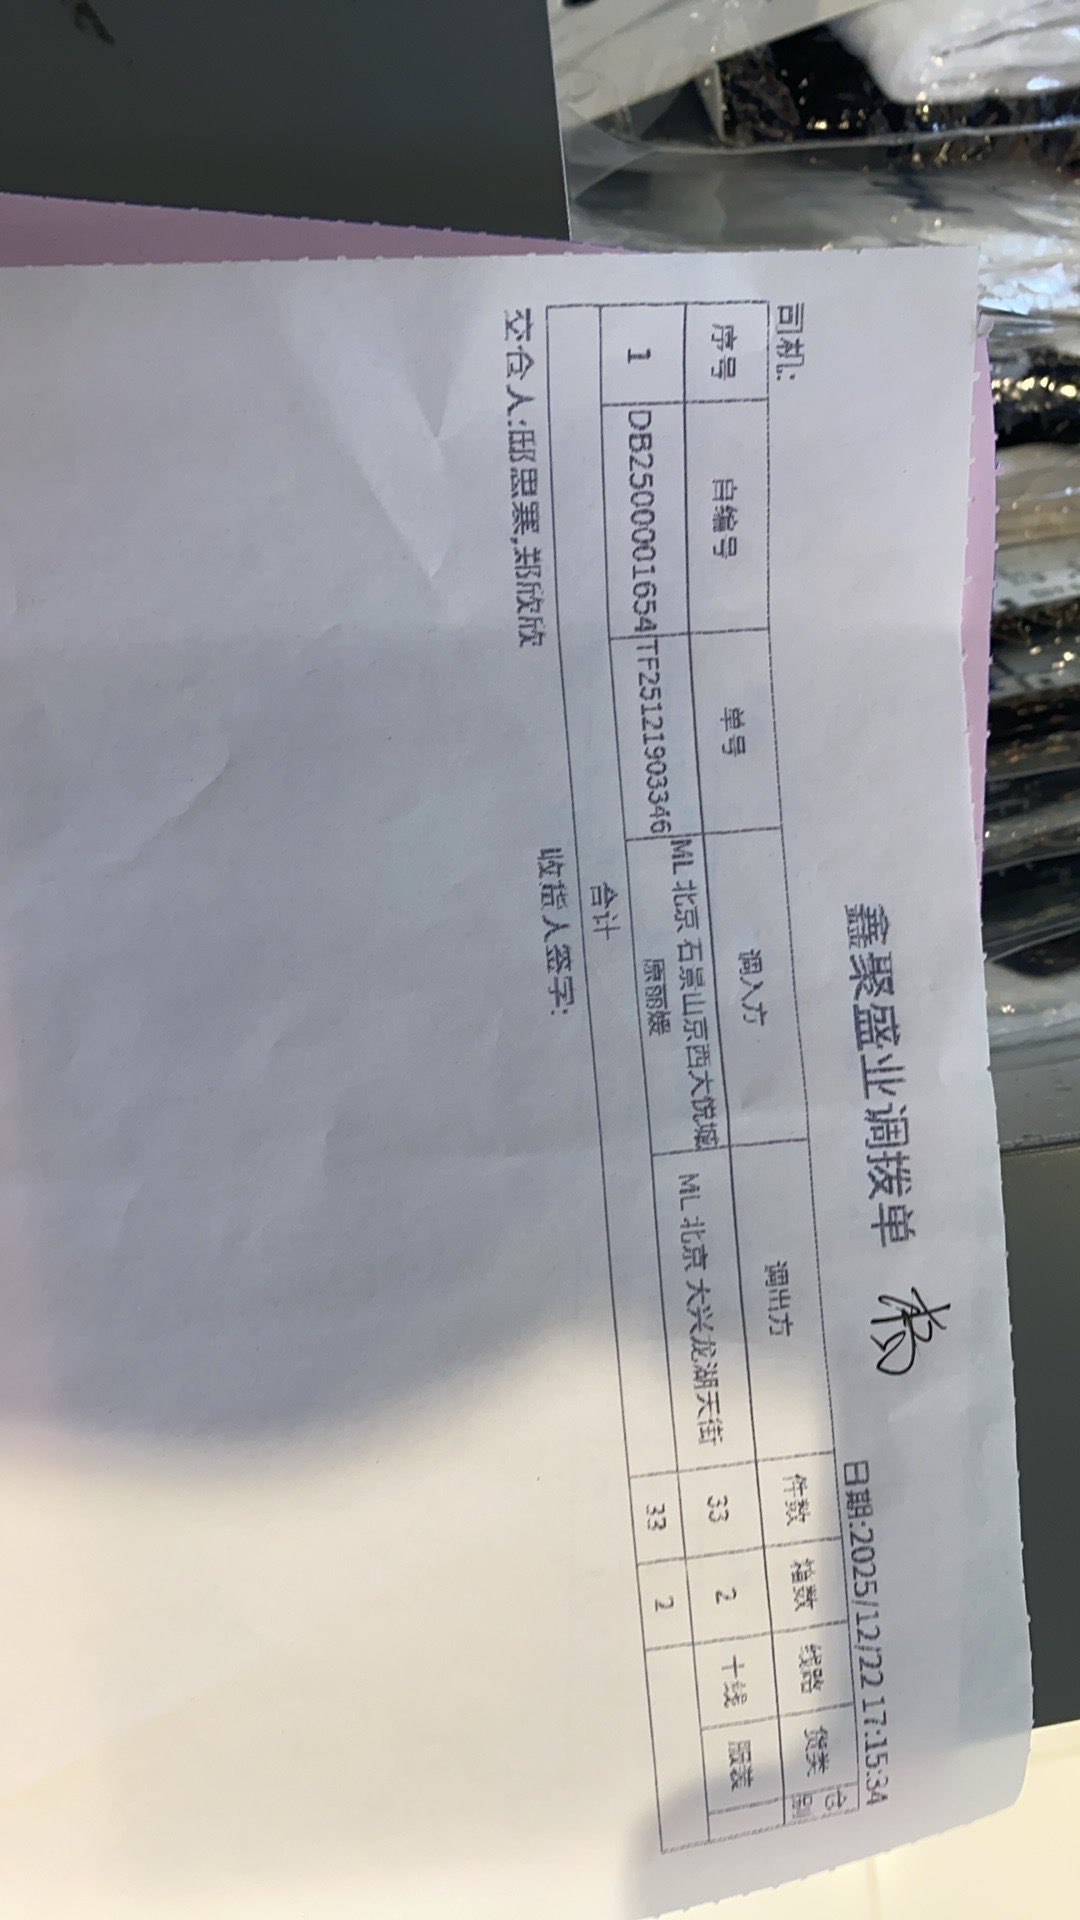 鑫聚盛业调拨单
日期:2025/12/22 17:15:34
司机:
序号 自编号 单号 调入方 调出方 件数 箱数 线路 货类 仓别
1 DB2500001654 TF25121903346 ML 北京 石景山京西大悦城 ML 北京 大兴龙湖天街 33 2 十线 服装
原丽媛
合计 33 2
交仓人:邸思寒,郑欣欣 收货人签字: